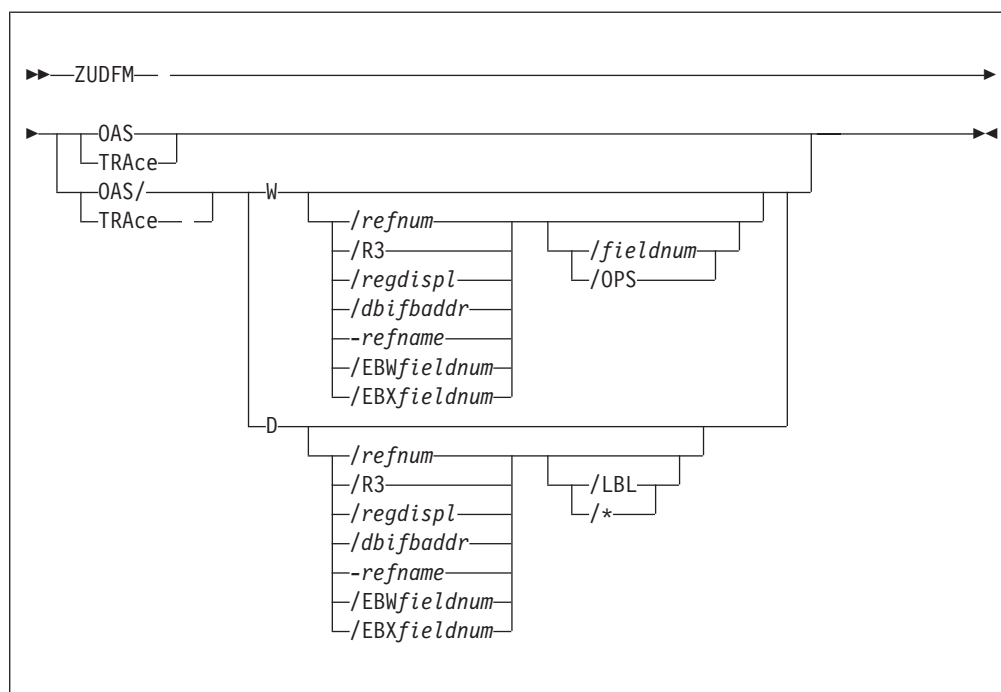 ZUDFM
OAS
TRAce
OAS/
TRAce
W
/refnum
/R3
/regdispl
/dbifbaddr
-refname
/EBWfieldnum
/EBXfieldnum
/fieldnum
/OPS
D
/refnum
/R3
/regdispl
/dbifbaddr
-refname
/EBWfieldnum
/EBXfieldnum
/LBL
/*